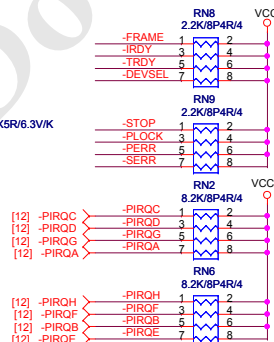 RN8 VCC
2.2K/8P4R/4
-FRAME 1 2
-IRDY 3 4
-TRDY 5 6
-DEVSEL 7 8
RN9
X5R/6.3V/K 2.2K/8P4R/4
-STOP 1 2
-PLOCK 3 4
-PERR 5 6
-SERR 7 8
RN2 VCC
8.2K/8P4R/4
[12] -PIRQC -PIRQC 1 2
[12] -PIRQD -PIRQD 3 4
[12] -PIRQG -PIRQG 5 6
[12] -PIRQA -PIRQA 7 8
RN6
8.2K/8P4R/4
[12] -PIRQH -PIRQH 1 2
[12] -PIRQF -PIRQF 3 4
[12] -PIRQB -PIRQB 5 6
[12] -PIRQE -PIRQE 7 8